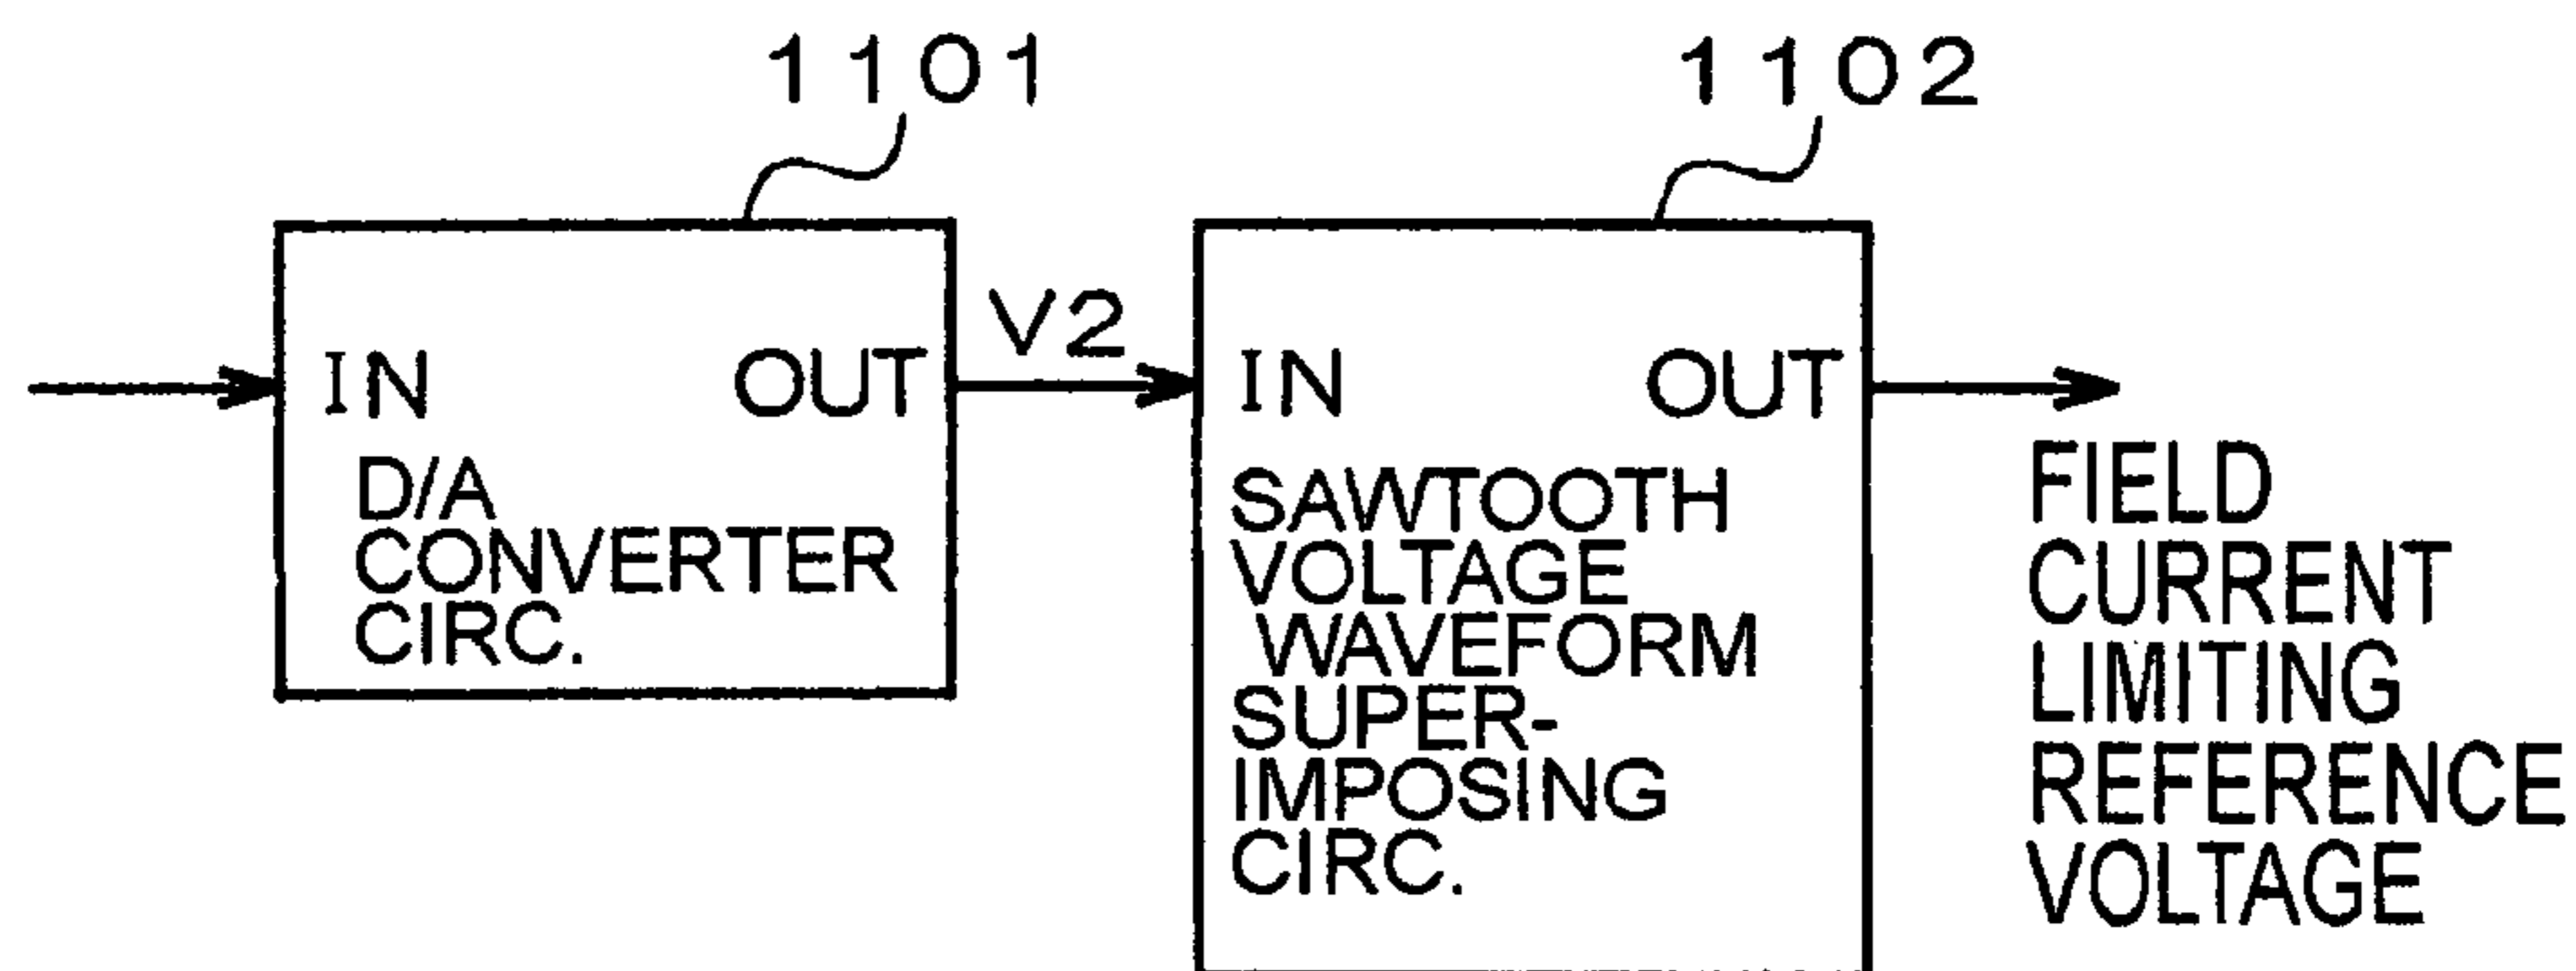 1101
1102
IN
OUT
V2
IN
OUT
D/A
CONVERTER
CIRC.
SAWTOOTH
VOLTAGE
WAVEFORM
SUPER-
IMPOSING
CIRC.
FIELD
CURRENT
LIMITING
REFERENCE
VOLTAGE